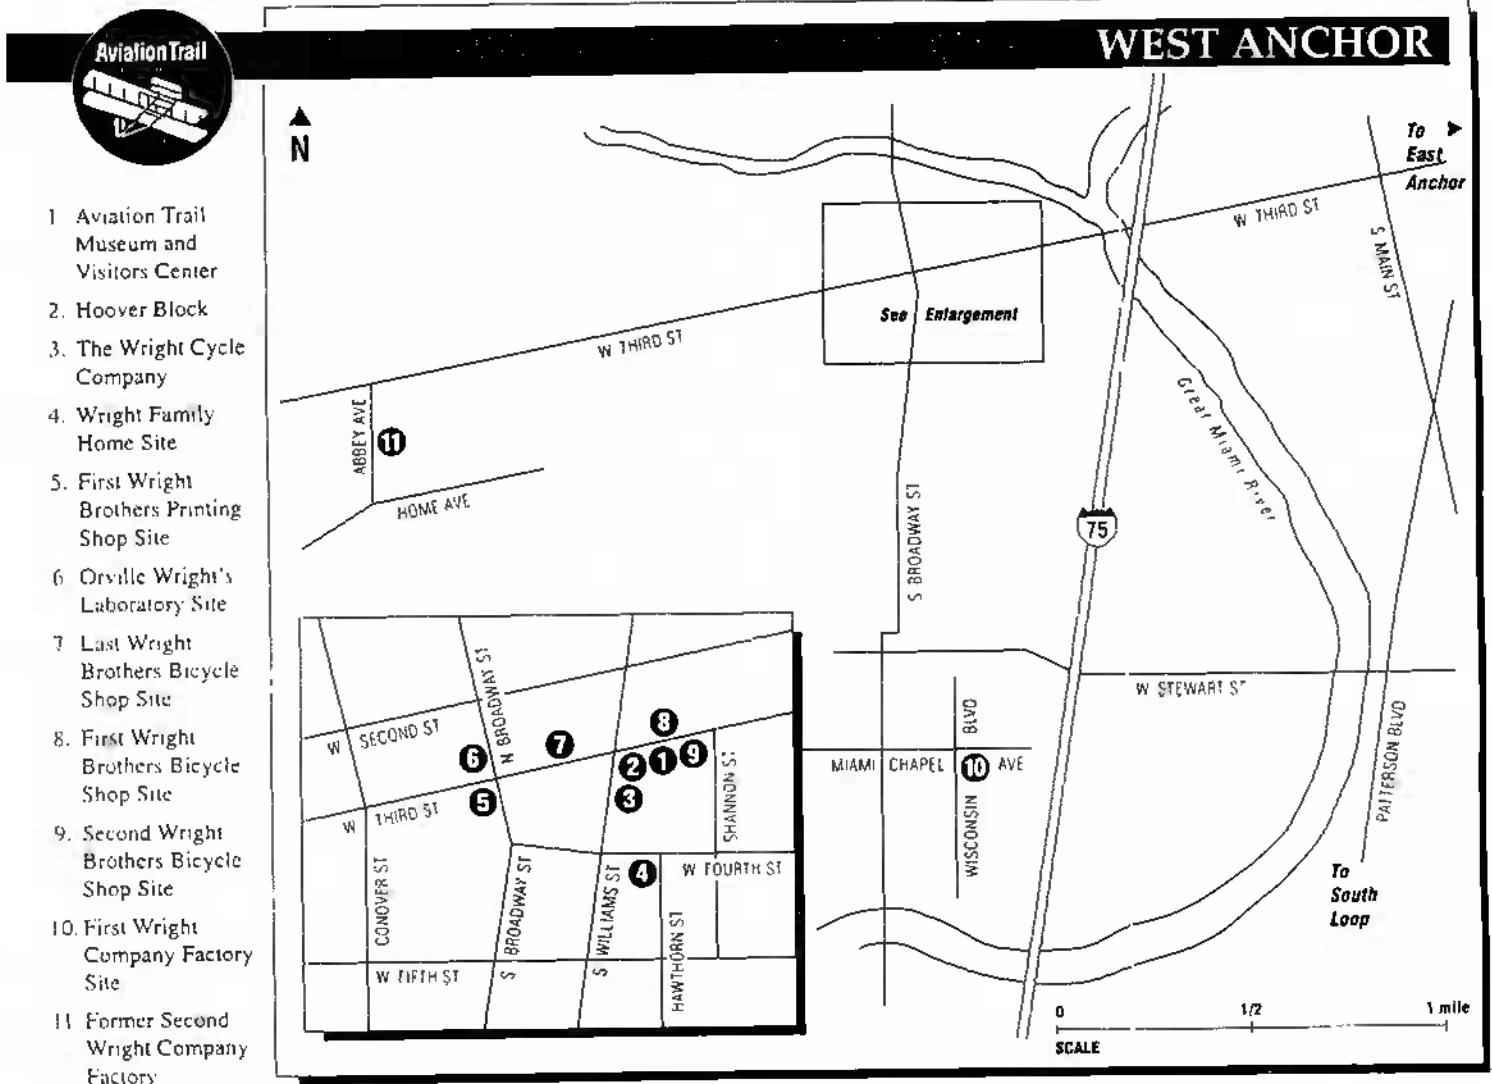 WEST ANCHOR
Aviation Trail
N
1 Aviation Trail
Museum and
Visitors Center
2. Hoover Block
3. The Wright Cycle
Company
4. Wright Family
Home Site
5. First Wright
Brothers Printing
Shop Site
6 Orville Wright's
Laboratory Site
7 Last Wright
Brothers Bicycle
Shop Site
8. First Wright
Brothers Bicycle
Shop Site
9. Second Wright
Brothers Bicycle
Shop Site
10. First Wright
Company Factory
Site
11 Former Second
Wright Company
Factory
To
East
Anchor
W THIRD ST
S MAIN ST
See Enlargement
W THIRD ST
Great Miami River
ABBEY AVE
11
HOME AVE
S BROADWAY ST
75
W STEWART ST
MIAMI CHAPEL AVE
10
WISCONSIN BLVD
PATTERSON BLVD
To
South
Loop
0 1/2 1 mile
SCALE
W SECOND ST
N BROADWAY ST
W THIRD ST
6
7
8
5
2
1
9
3
4
SHANNON ST
W FOURTH ST
CONOVER ST
S BROADWAY ST
S WILLIAMS ST
HAWTHORN ST
W FIFTH ST